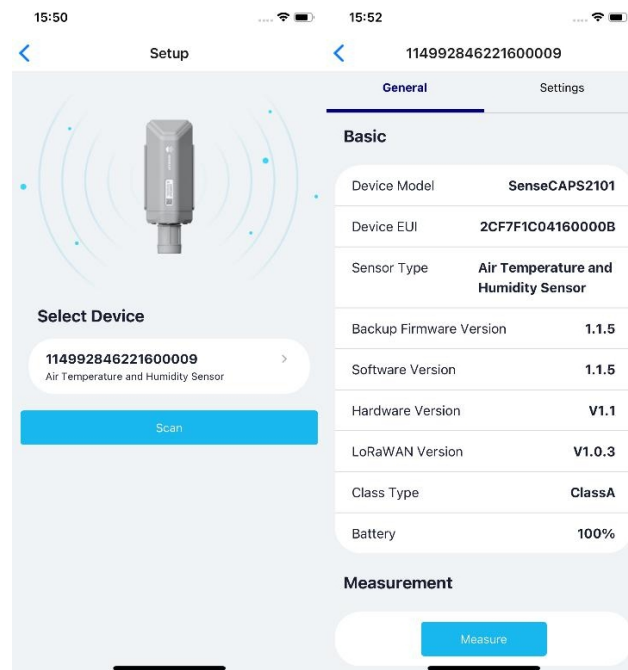 15:50
Setup
Select Device
114992846221600009
Air Temperature and Humidity Sensor
Scan
15:52
114992846221600009
General
Settings
Basic
Device Model
SenseCAPS2101
Device EUI
2CF7F1C04160000B
Sensor Type
Air Temperature and
Humidity Sensor
Backup Firmware Version
1.1.5
Software Version
1.1.5
Hardware Version
V1.1
LoRaWAN Version
V1.0.3
Class Type
ClassA
Battery
100%
Measurement
Measure